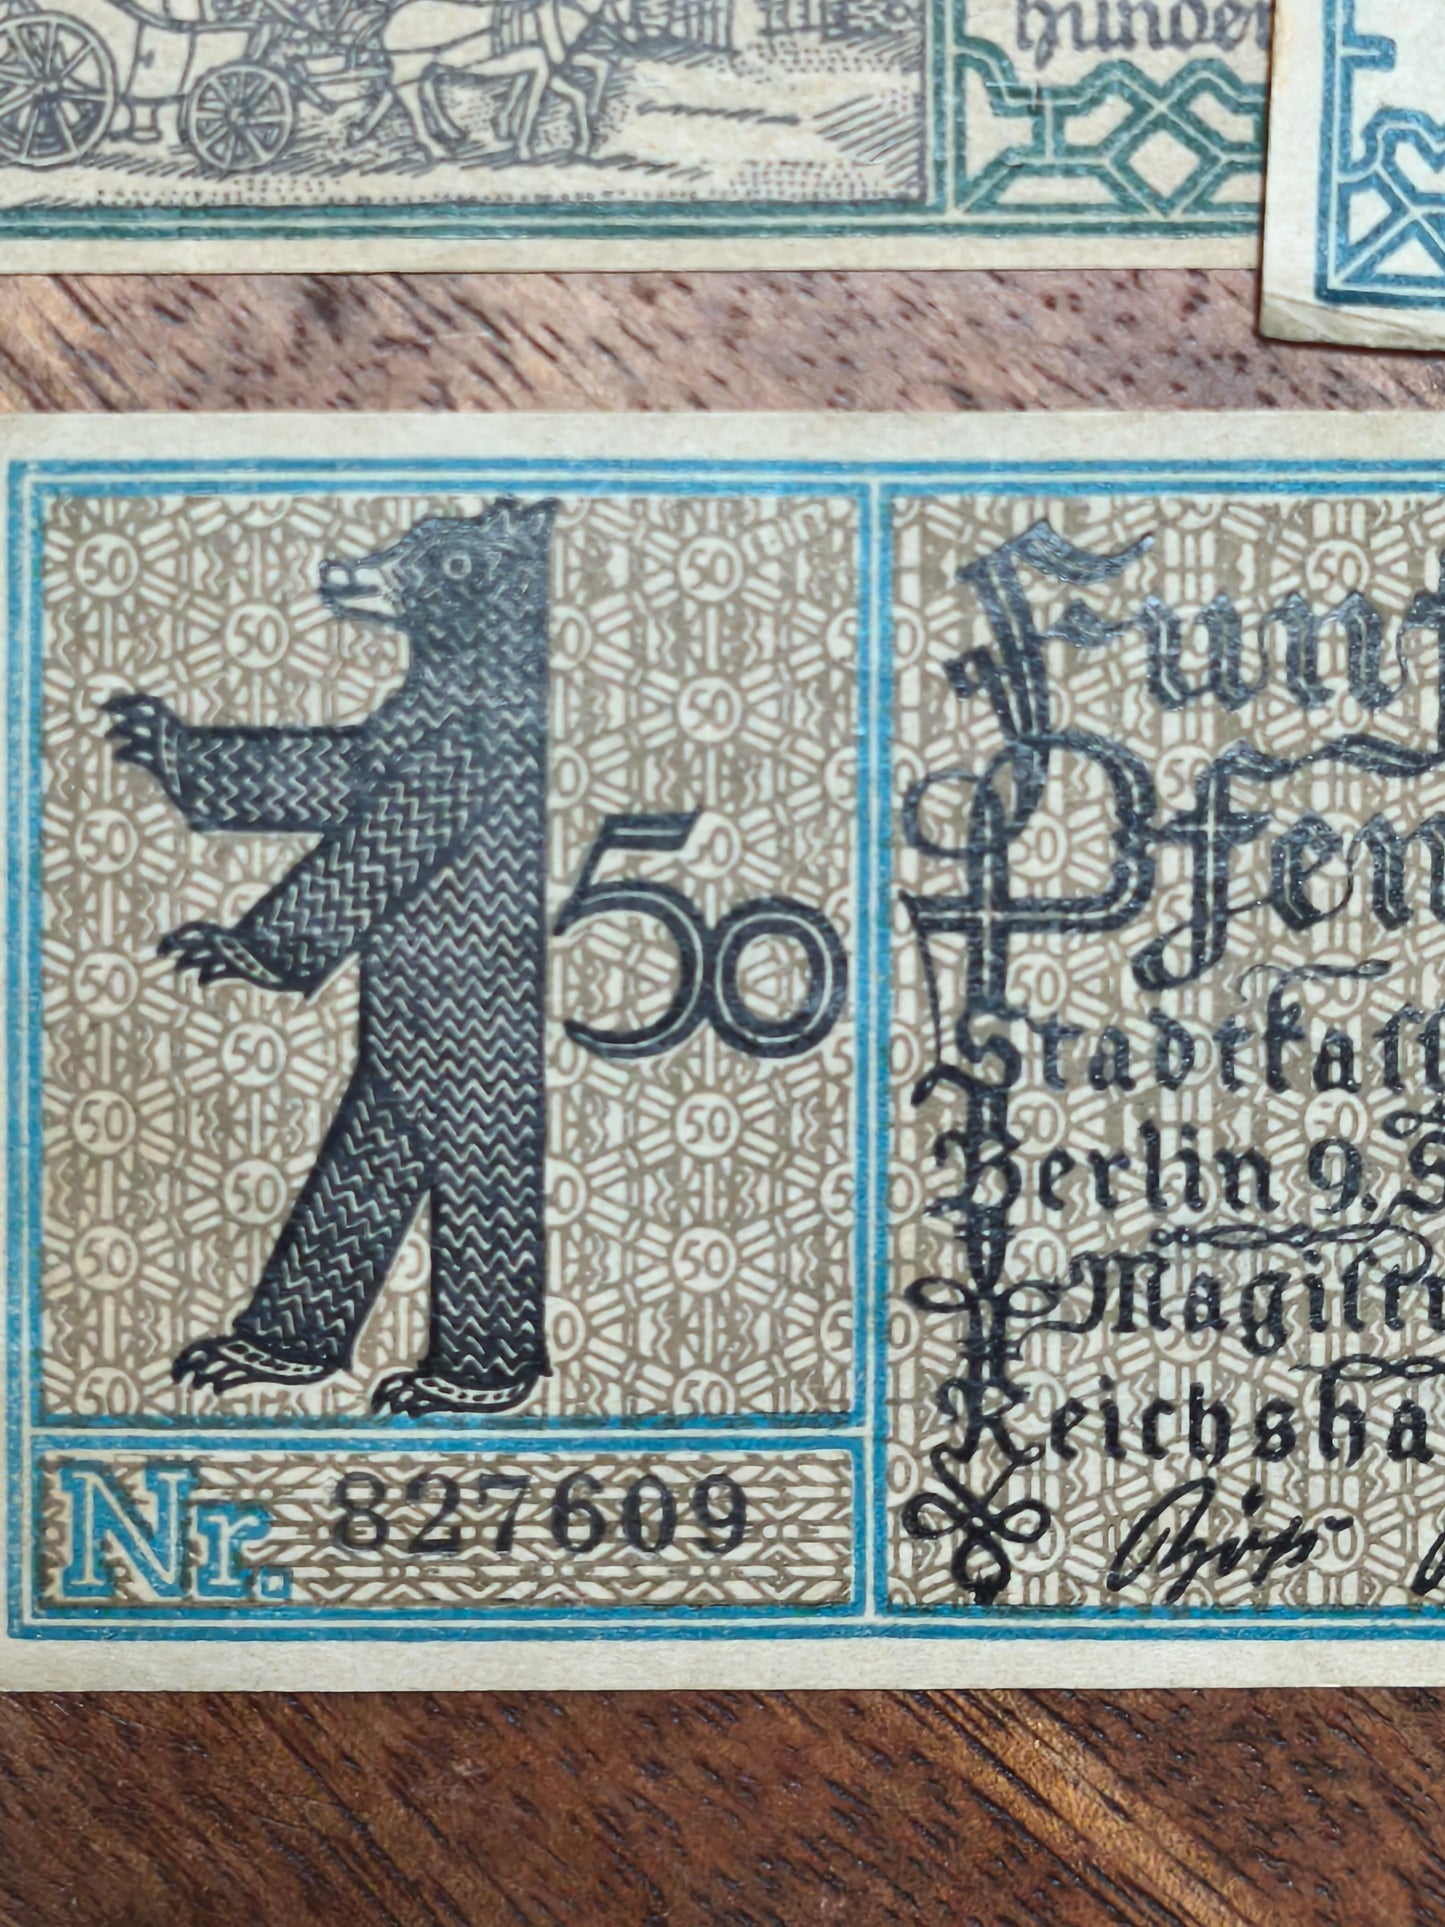 hunder
50
Fünf
Pfen
Stadtkass
Berlin 9. S
Magistr
Reichsha
Nr. 827609